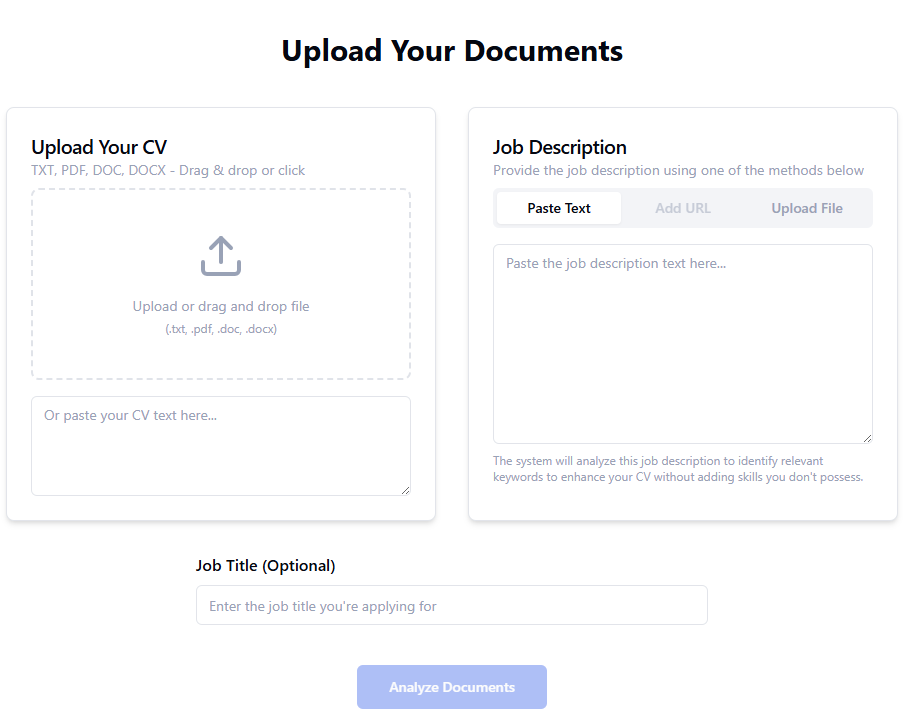 Upload Your Documents
Upload Your CV
TXT, PDF, DOC, DOCX - Drag & drop or click
Upload or drag and drop file
(.txt, .pdf, .doc, .docx)
Or paste your CV text here...
Job Description
Provide the job description using one of the methods below
Paste Text
Add URL
Upload File
Paste the job description text here...
The system will analyze this job description to identify relevant
keywords to enhance your CV without adding skills you don't possess.
Job Title (Optional)
Enter the job title you're applying for
Analyze Documents